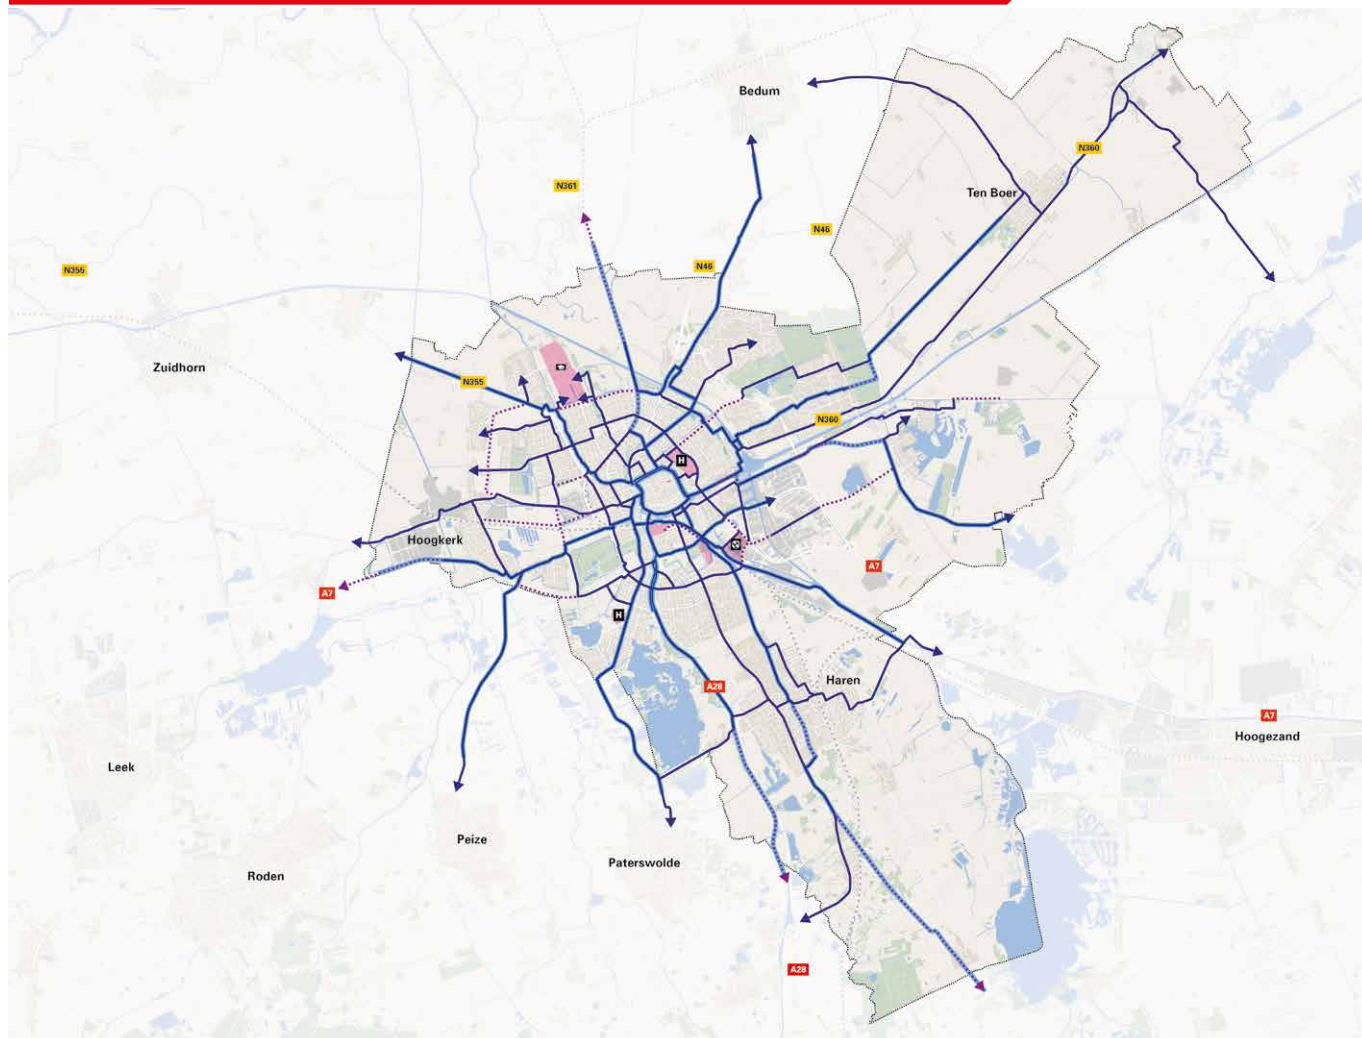 Bedum
N360
N361
Ten Boer
N46
N46
N355
Zuidhorn
N355
N360
H
Hoogkerk
A7
A7
H
Haren
A28
A7
Hoogezand
Leek
Peize
Paterswolde
Roden
A28